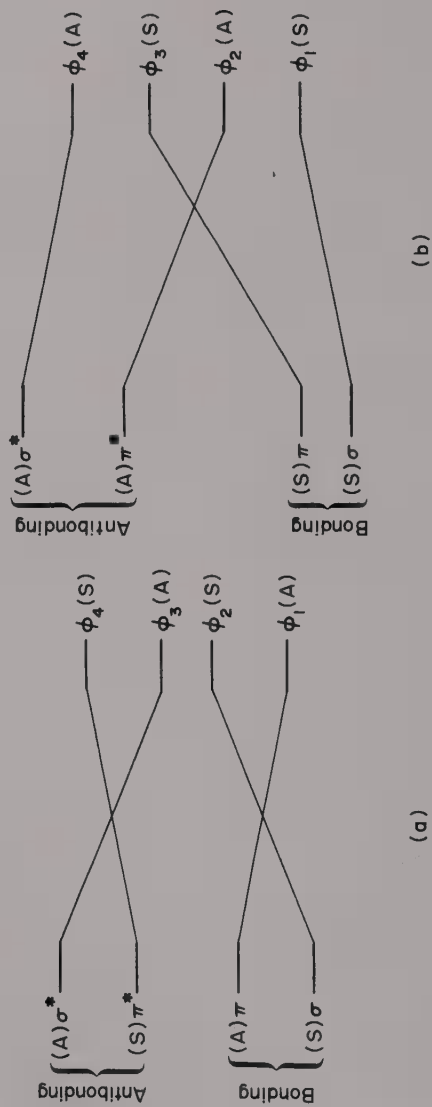 (a)
Antibonding
(A)σ*
(S)π*
Bonding
(A)π
(S)σ
ϕ₄(S)
ϕ₃(A)
ϕ₂(S)
ϕ₁(A)
(b)
Antibonding
(A)σ*
(A)π*
Bonding
(S)π
(S)σ
ϕ₄(A)
ϕ₃(S)
ϕ₂(A)
ϕ₁(S)